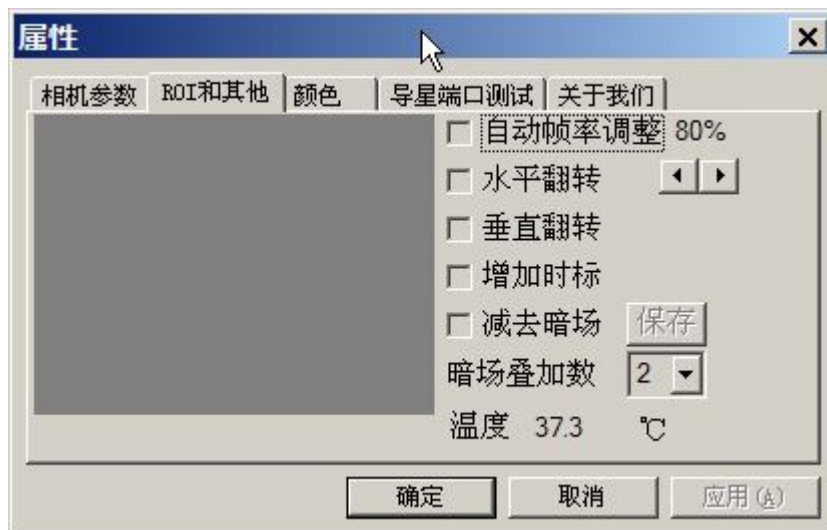 属性
相机参数 ROI和其他 颜色 导星端口测试 关于我们
自动帧率调整 80%
水平翻转
垂直翻转
增加时标
减去暗场 保存
暗场叠加数 2
温度 37.3 ℃
确定 取消 应用(A)